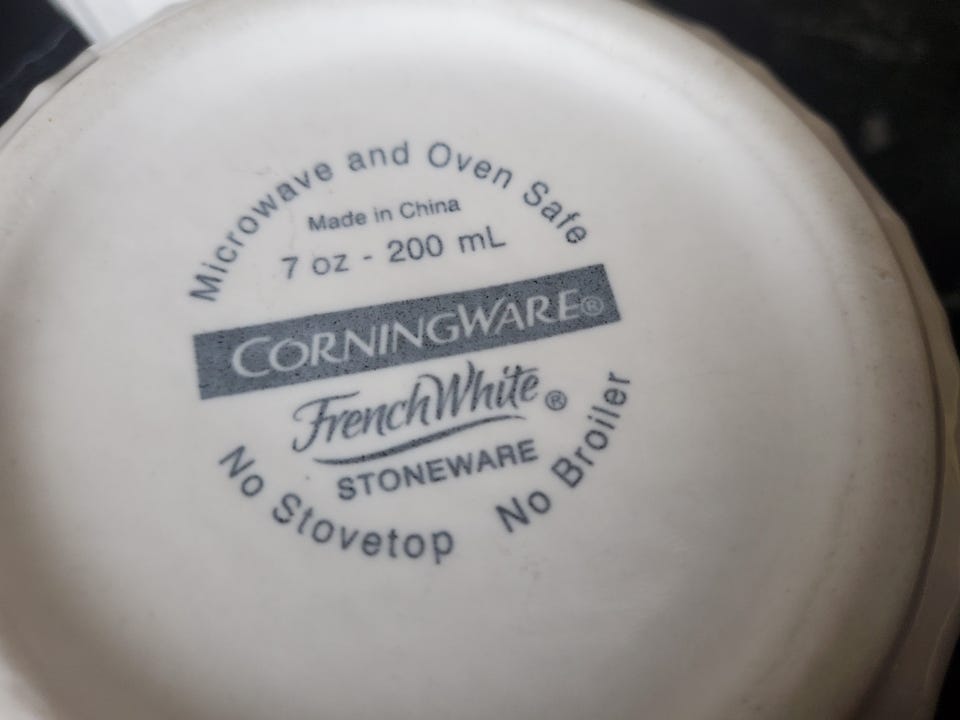 Microwave and Oven Safe
Made in China
7 oz - 200 mL
CORNINGWARE®
FrenchWhite®
STONEWARE
No Stovetop No Broiler